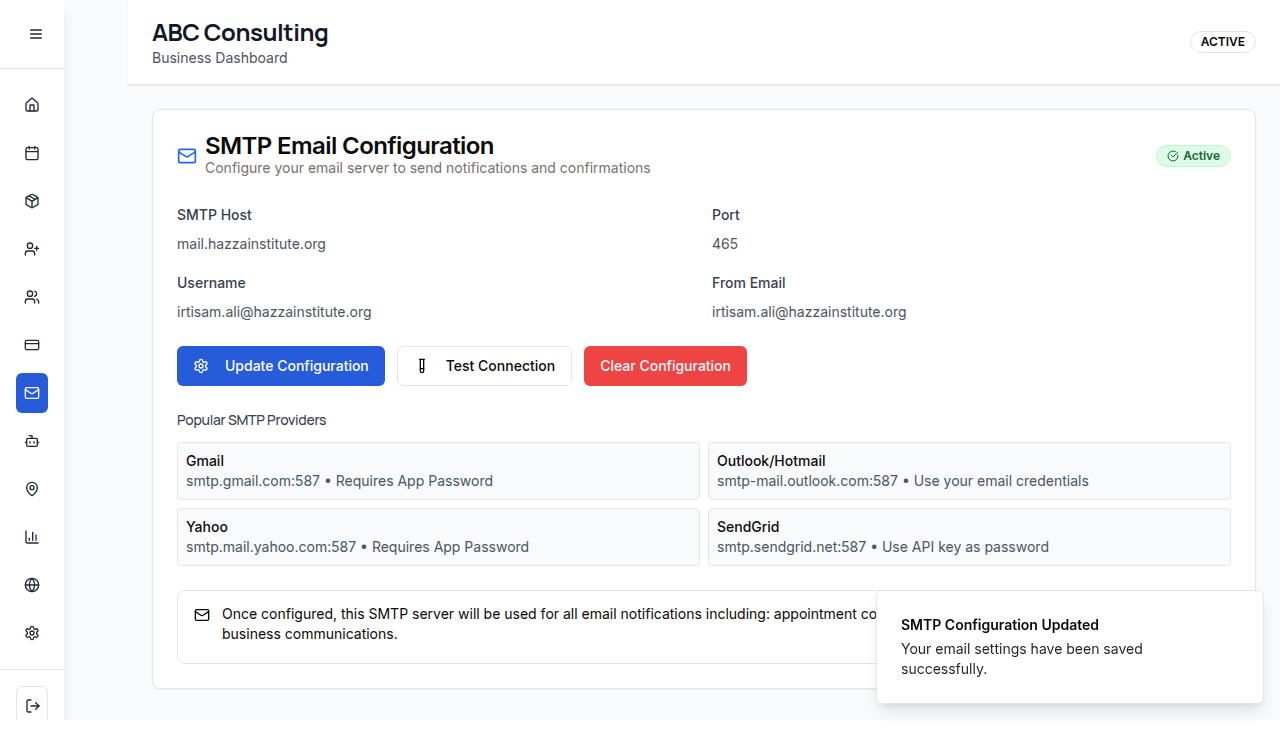 ABC Consulting
Business Dashboard
ACTIVE
SMTP Email Configuration
Configure your email server to send notifications and confirmations
Active
SMTP Host
mail.hazzainstitute.org
Port
465
Username
irtisam.ali@hazzainstitute.org
From Email
irtisam.ali@hazzainstitute.org
Update Configuration
Test Connection
Clear Configuration
Popular SMTP Providers
Gmail
smtp.gmail.com:587 • Requires App Password
Outlook/Hotmail
smtp-mail.outlook.com:587 • Use your email credentials
Yahoo
smtp.mail.yahoo.com:587 • Requires App Password
SendGrid
smtp.sendgrid.net:587 • Use API key as password
Once configured, this SMTP server will be used for all email notifications including: appointment co
business communications.
SMTP Configuration Updated
Your email settings have been saved
successfully.